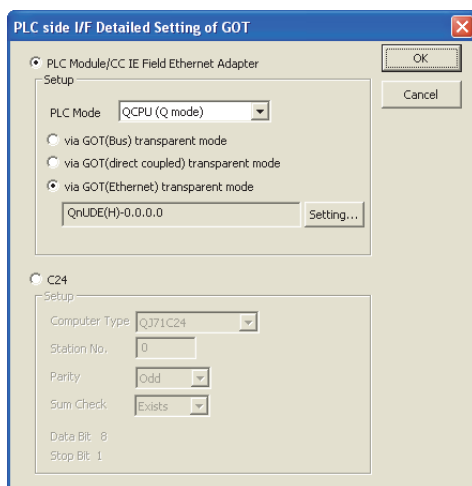 PLC side I/F Detailed Setting of GOT
PLC Module/CC IE Field Ethernet Adapter
OK
Setup
Cancel
PLC Mode QCPU (Q mode)
via GOT(Bus) transparent mode
via GOT(direct coupled) transparent mode
via GOT(Ethernet) transparent mode
QnUDE(H)-0.0.0.0 Setting...
C24
Setup
Computer Type QJ71C24
Station No. 0
Parity Odd
Sum Check Exists
Data Bit 8
Stop Bit 1